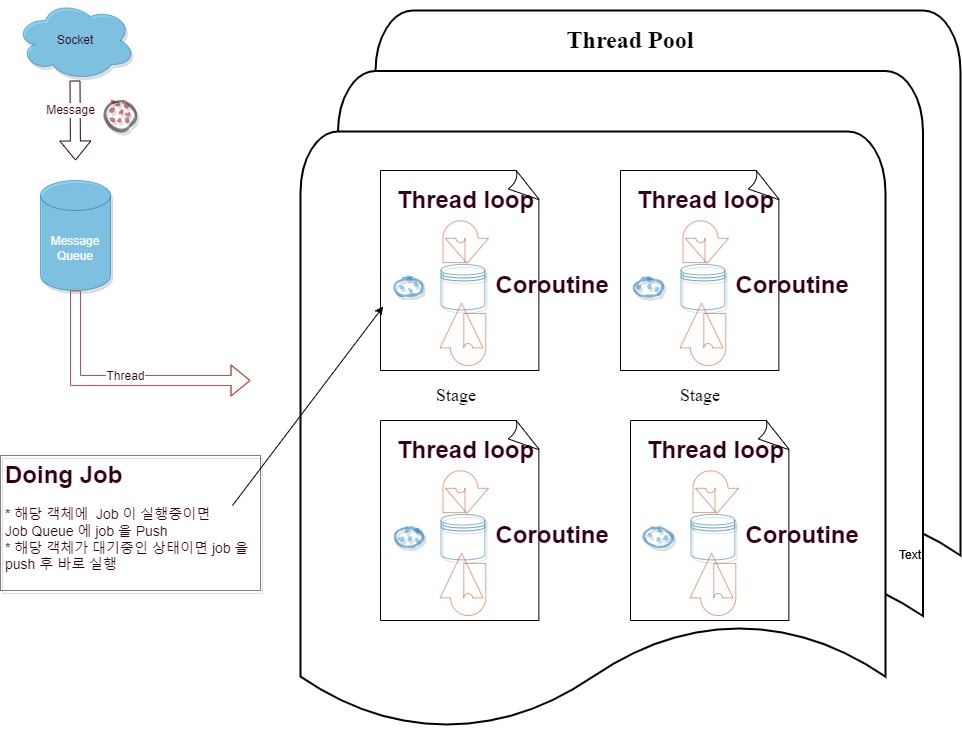 Socket
Thread Pool
Message
Message
Queue
Thread
Thread loop
Coroutine
Thread loop
Coroutine
Stage
Stage
Thread loop
Coroutine
Thread loop
Coroutine
Doing Job
* 해당 객체에 Job 이 실행중이면
Job Queue 에 job 을 Push
* 해당 객체가 대기중인 상태이면 job 을
push 후 바로 실행
Text